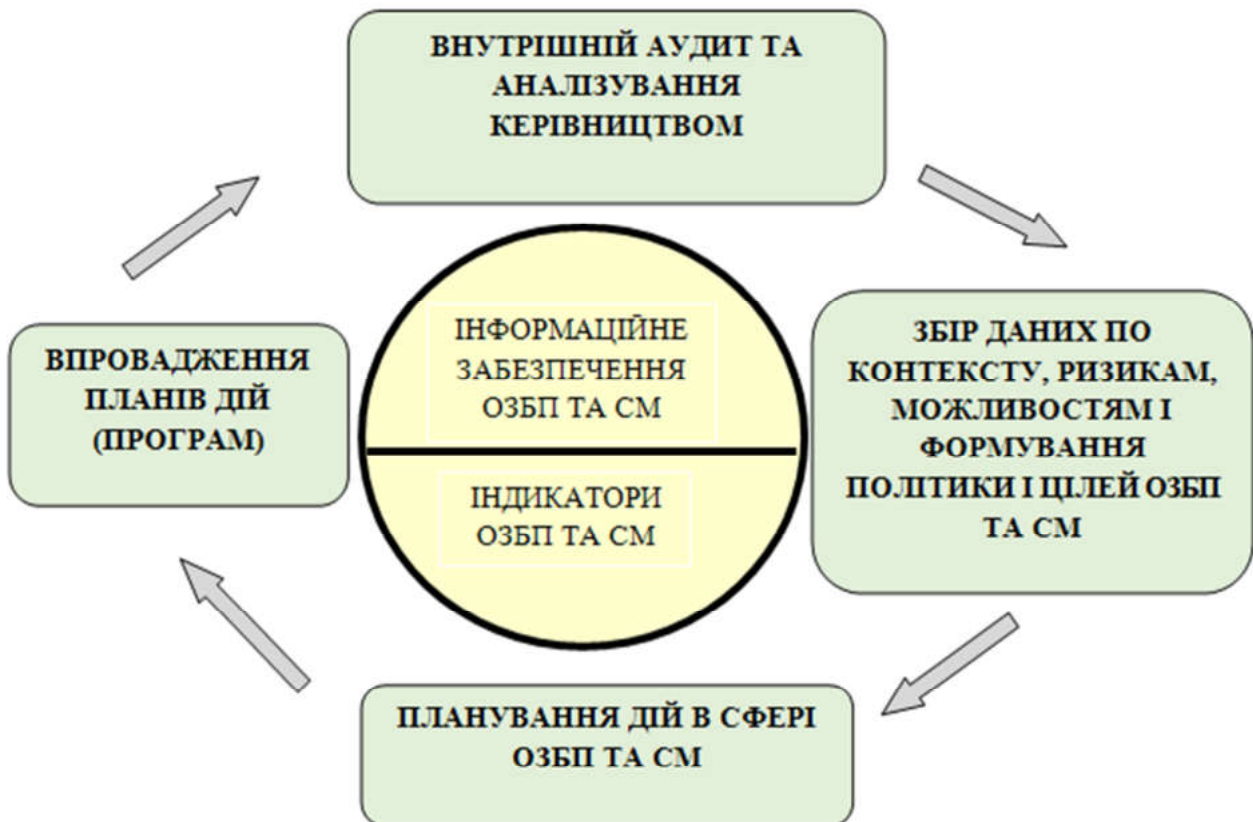 ВНУТРІШНІЙ АУДИТ ТА
АНАЛІЗУВАННЯ
КЕРІВНИЦТВОМ
ЗБІР ДАНИХ ПО
КОНТЕКСТУ, РИЗИКАМ,
МОЖЛИВОСТЯМ І
ФОРМУВАННЯ
ПОЛІТИКИ І ЦІЛЕЙ ОЗБП
ТА СМ
ПЛАНУВАННЯ ДІЙ В СФЕРІ
ОЗБП ТА СМ
ВПРОВАДЖЕННЯ
ПЛАНІВ ДІЙ
(ПРОГРАМ)
ІНФОРМАЦІЙНЕ
ЗАБЕЗПЕЧЕННЯ
ОЗБП ТА СМ
ІНДИКАТОРИ
ОЗБП ТА СМ